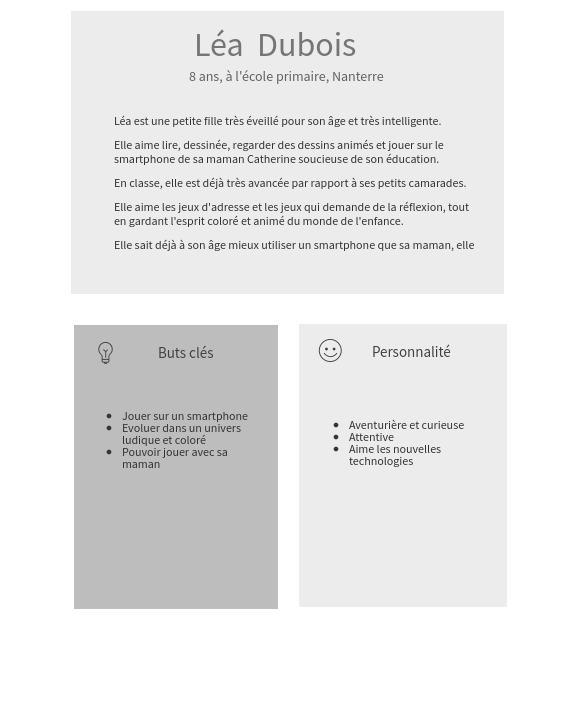 Léa Dubois
8 ans, à l'école primaire, Nanterre
Léa est une petite fille très éveillé pour son âge et très intelligente.
Elle aime lire, dessinée, regarder des dessins animés et jouer sur le
smartphone de sa maman Catherine soucieuse de son éducation.
En classe, elle est déjà très avancée par rapport à ses petits camarades.
Elle aime les jeux d'adresse et les jeux qui demande de la réflexion, tout
en gardant l'esprit coloré et animé du monde de l'enfance.
Elle sait déjà à son âge mieux utiliser un smartphone que sa maman, elle
Buts clés
● Jouer sur un smartphone
● Evoluer dans un univers
ludique et coloré
● Pouvoir jouer avec sa
maman
Personnalité
● Aventurière et curieuse
● Attentive
● Aime les nouvelles
technologies